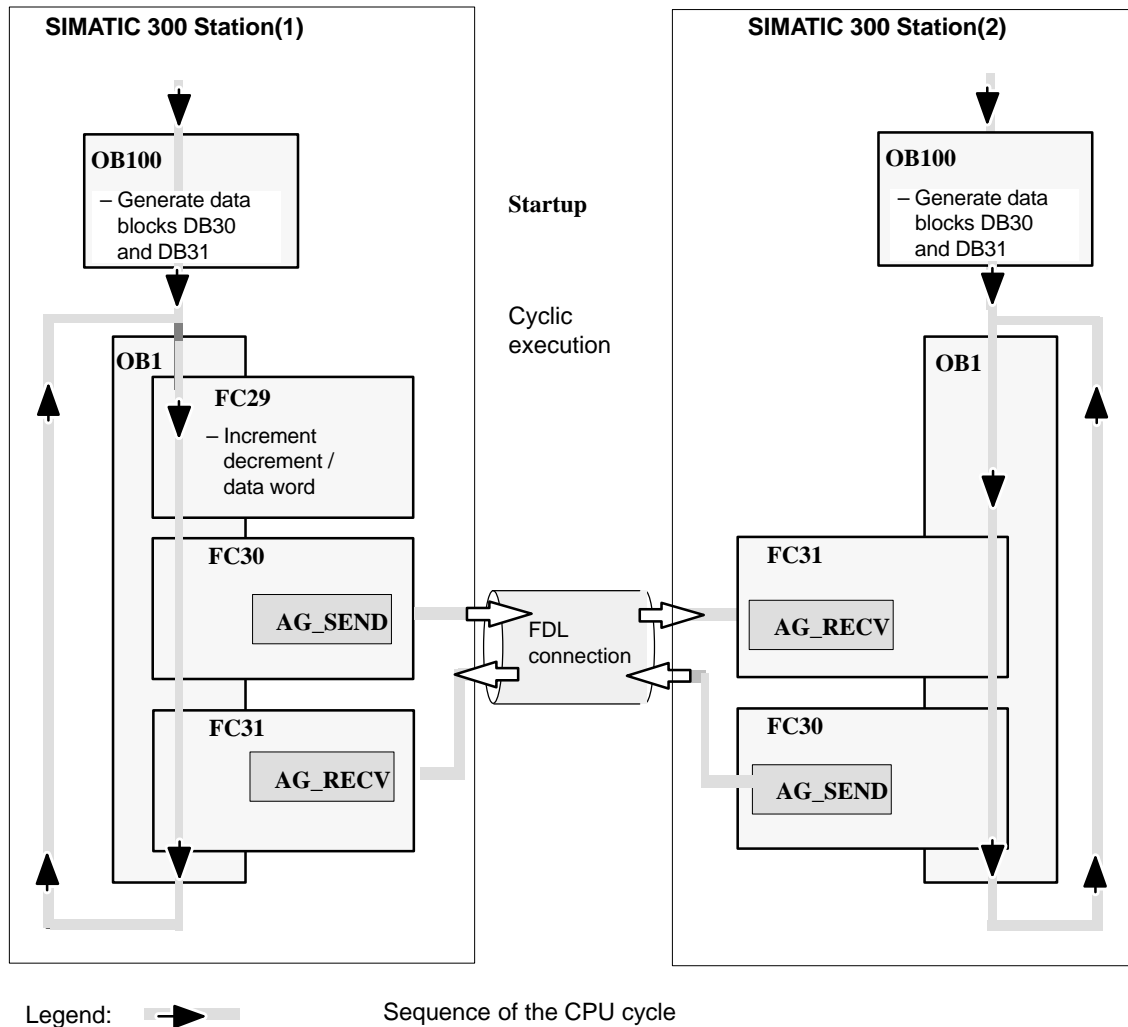 SIMATIC 300 Station(1)
SIMATIC 300 Station(2)
OB100
– Generate data
blocks DB30
and DB31
Startup
OB100
– Generate data
blocks DB30
and DB31
Cyclic
execution
OB1
FC29
– Increment
decrement /
data word
OB1
FC30
AG_SEND
FDL
connection
FC31
AG_RECV
FC31
AG_RECV
FC30
AG_SEND
Legend:
Sequence of the CPU cycle